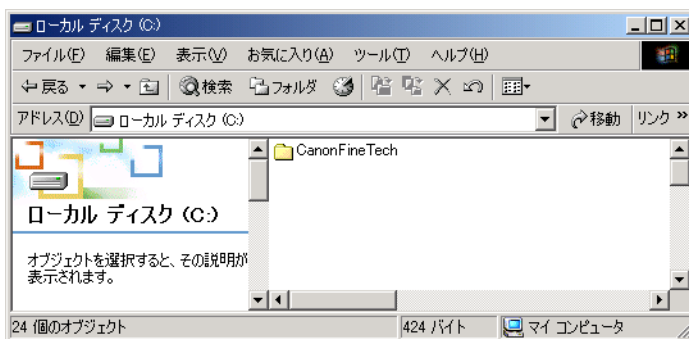 ローカル ディスク (C:)
ファイル(F) 編集(E) 表示(V) お気に入り(A) ツール(T) ヘルプ(H)
戻る 検索 フォルダ
アドレス(D) ローカル ディスク (C:) 移動 リンク »
CanonFineTech
ローカル ディスク (C:)
オブジェクトを選択すると、その説明が
表示されます。
24 個のオブジェクト 424 バイト マイ コンピュータ